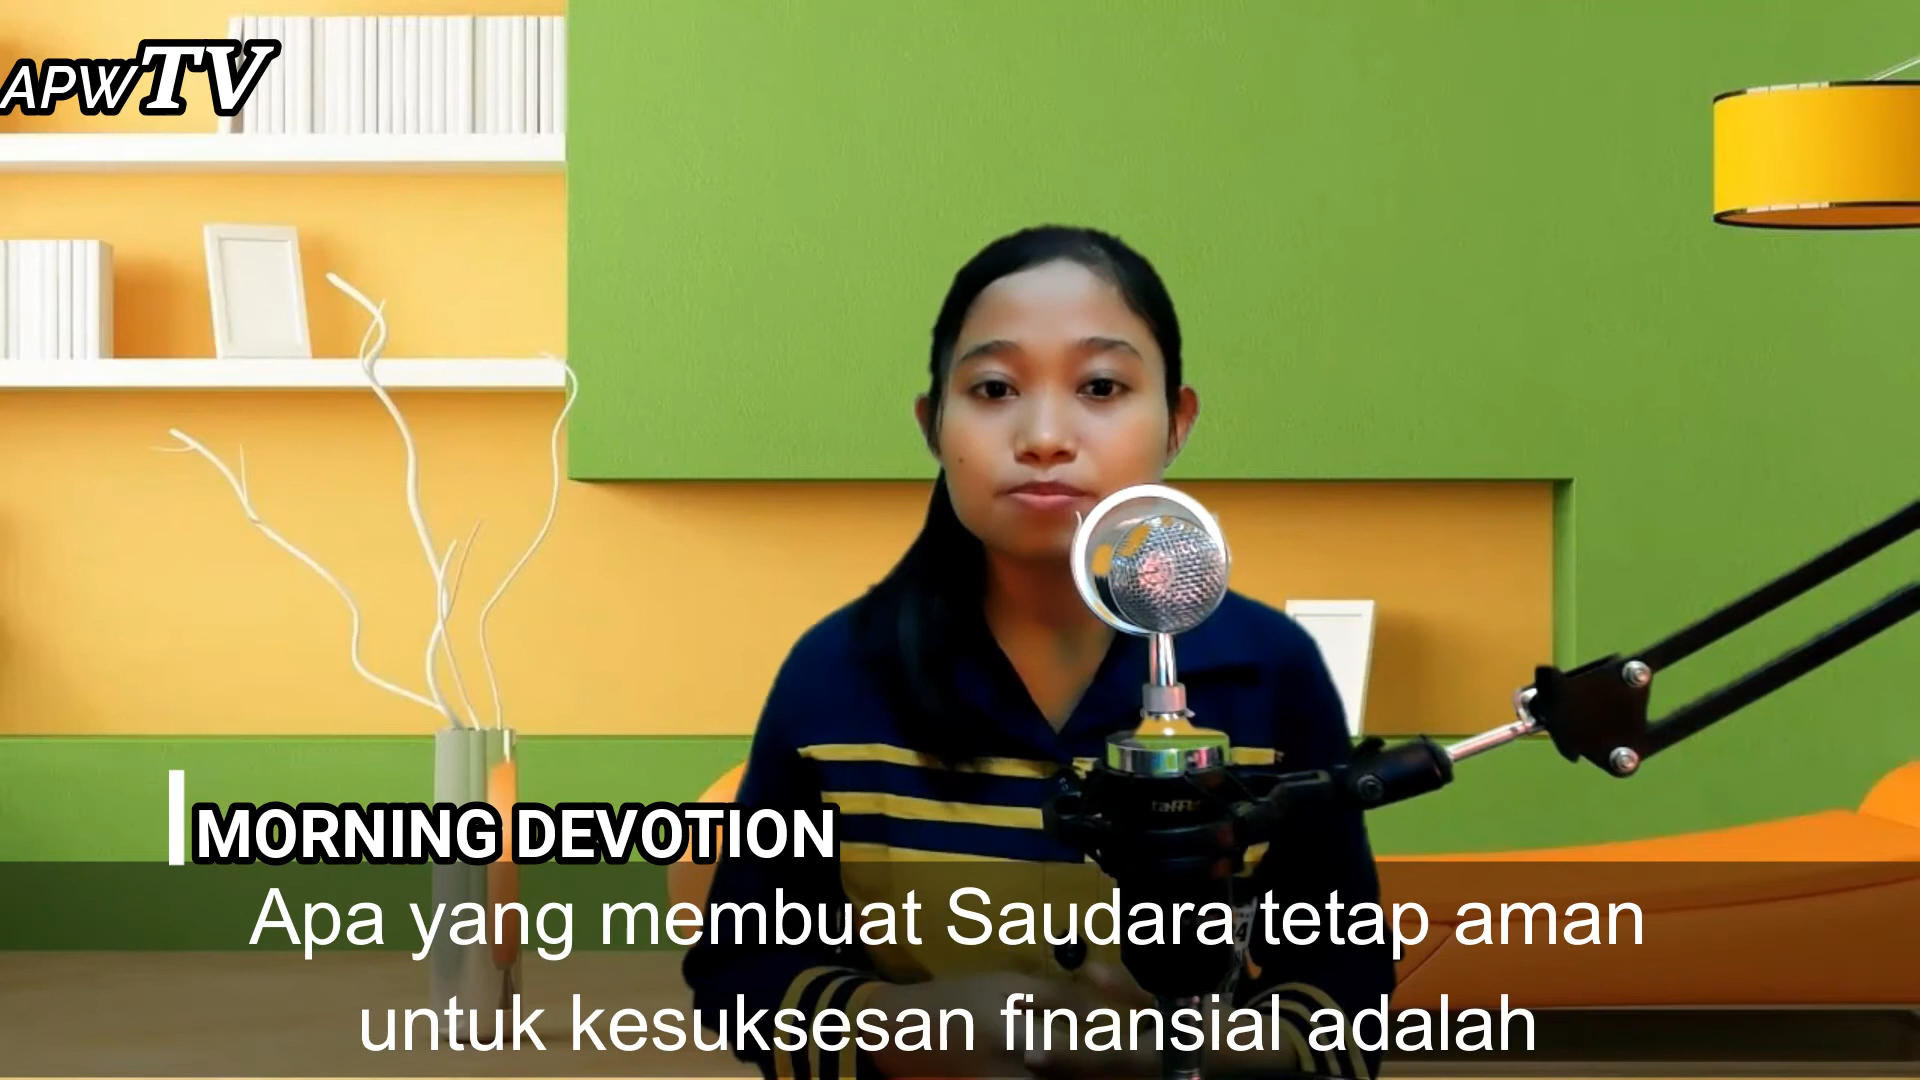 APWTV
MORNING DEVOTION
Apa yang membuat Saudara tetap aman
untuk kesuksesan finansial adalah